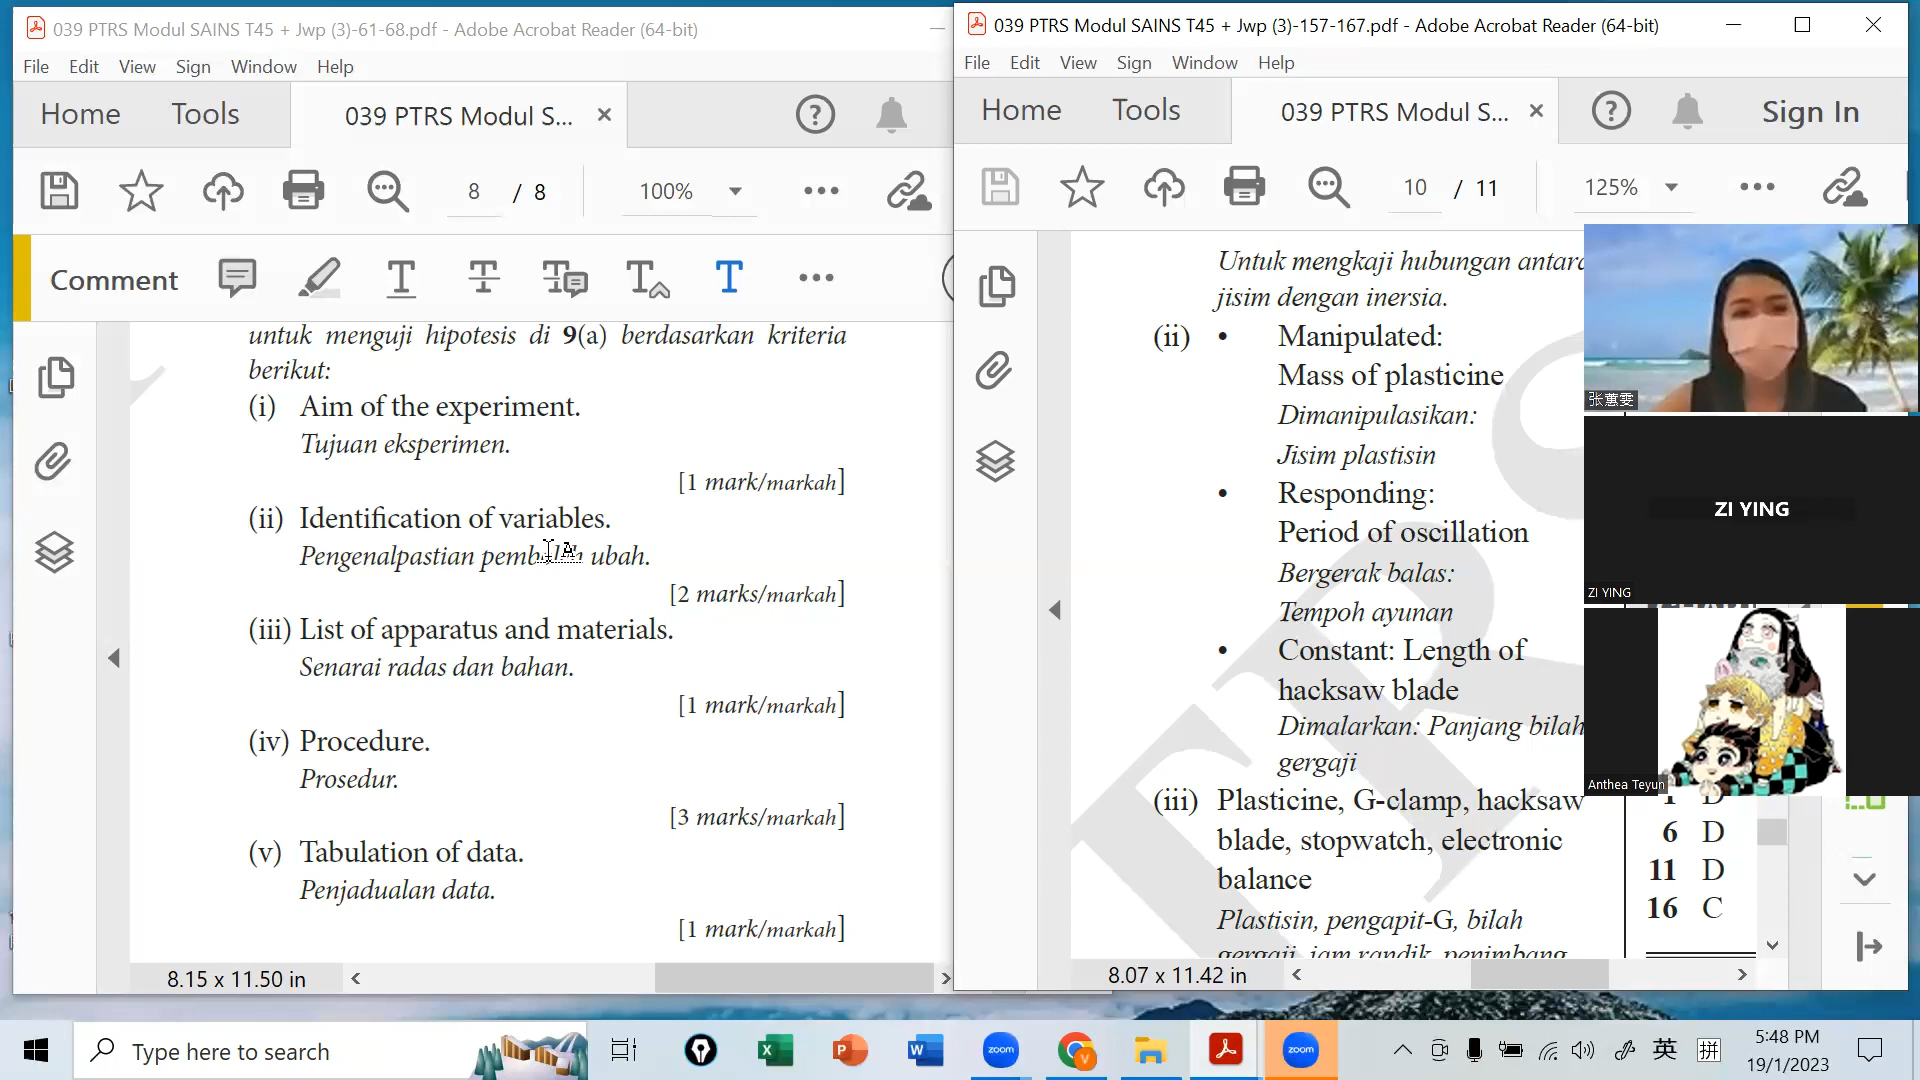 039 PTRS Modul SAINS T45 + Jwp (3)-61-68.pdf - Adobe Acrobat Reader (64-bit)
File Edit View Sign Window Help
Home Tools 039 PTRS Modul S... ×
8 / 8 100%
Comment
untuk menguji hipotesis di 9(a) berdasarkan kriteria
berikut:
(i) Aim of the experiment.
Tujuan eksperimen.
[1 mark/markah]
(ii) Identification of variables.
Pengenalpastian ubah.
[2 marks/markah]
(iii) List of apparatus and materials.
Senarai radas dan bahan.
[1 mark/markah]
(iv) Procedure.
Prosedur.
[3 marks/markah]
(v) Tabulation of data.
Penjadualan data.
[1 mark/markah]
8.15 x 11.50 in
039 PTRS Modul SAINS T45 + Jwp (3)-157-167.pdf - Adobe Acrobat Reader (64-bit)
File Edit View Sign Window Help
Home Tools 039 PTRS Modul S... × Sign In
10 / 11 125%
Untuk mengkaji hubungan
jisim dengan inersia.
(ii) • Manipulated:
Mass of plasticine
Dimanipulasikan:
Jisim plastisin
• Responding:
Period of oscillation
Bergerak balas:
Tempoh ayunan
• Constant: Length of
hacksaw blade
Dimalarkan: Panjang bilah
gergaji
(iii) Plasticine, G-clamp, hacksaw
blade, stopwatch, electronic
balance
Plastisin, pengapit-G, bilah
gergaji, jam randik, penimbang
8.07 x 11.42 in
张蕙雯
ZI YING
ZI YING
Anthea Teyun
6 D
11 D
16 C
Type here to search
zoom
zoom
英 拼
5:48 PM
19/1/2023